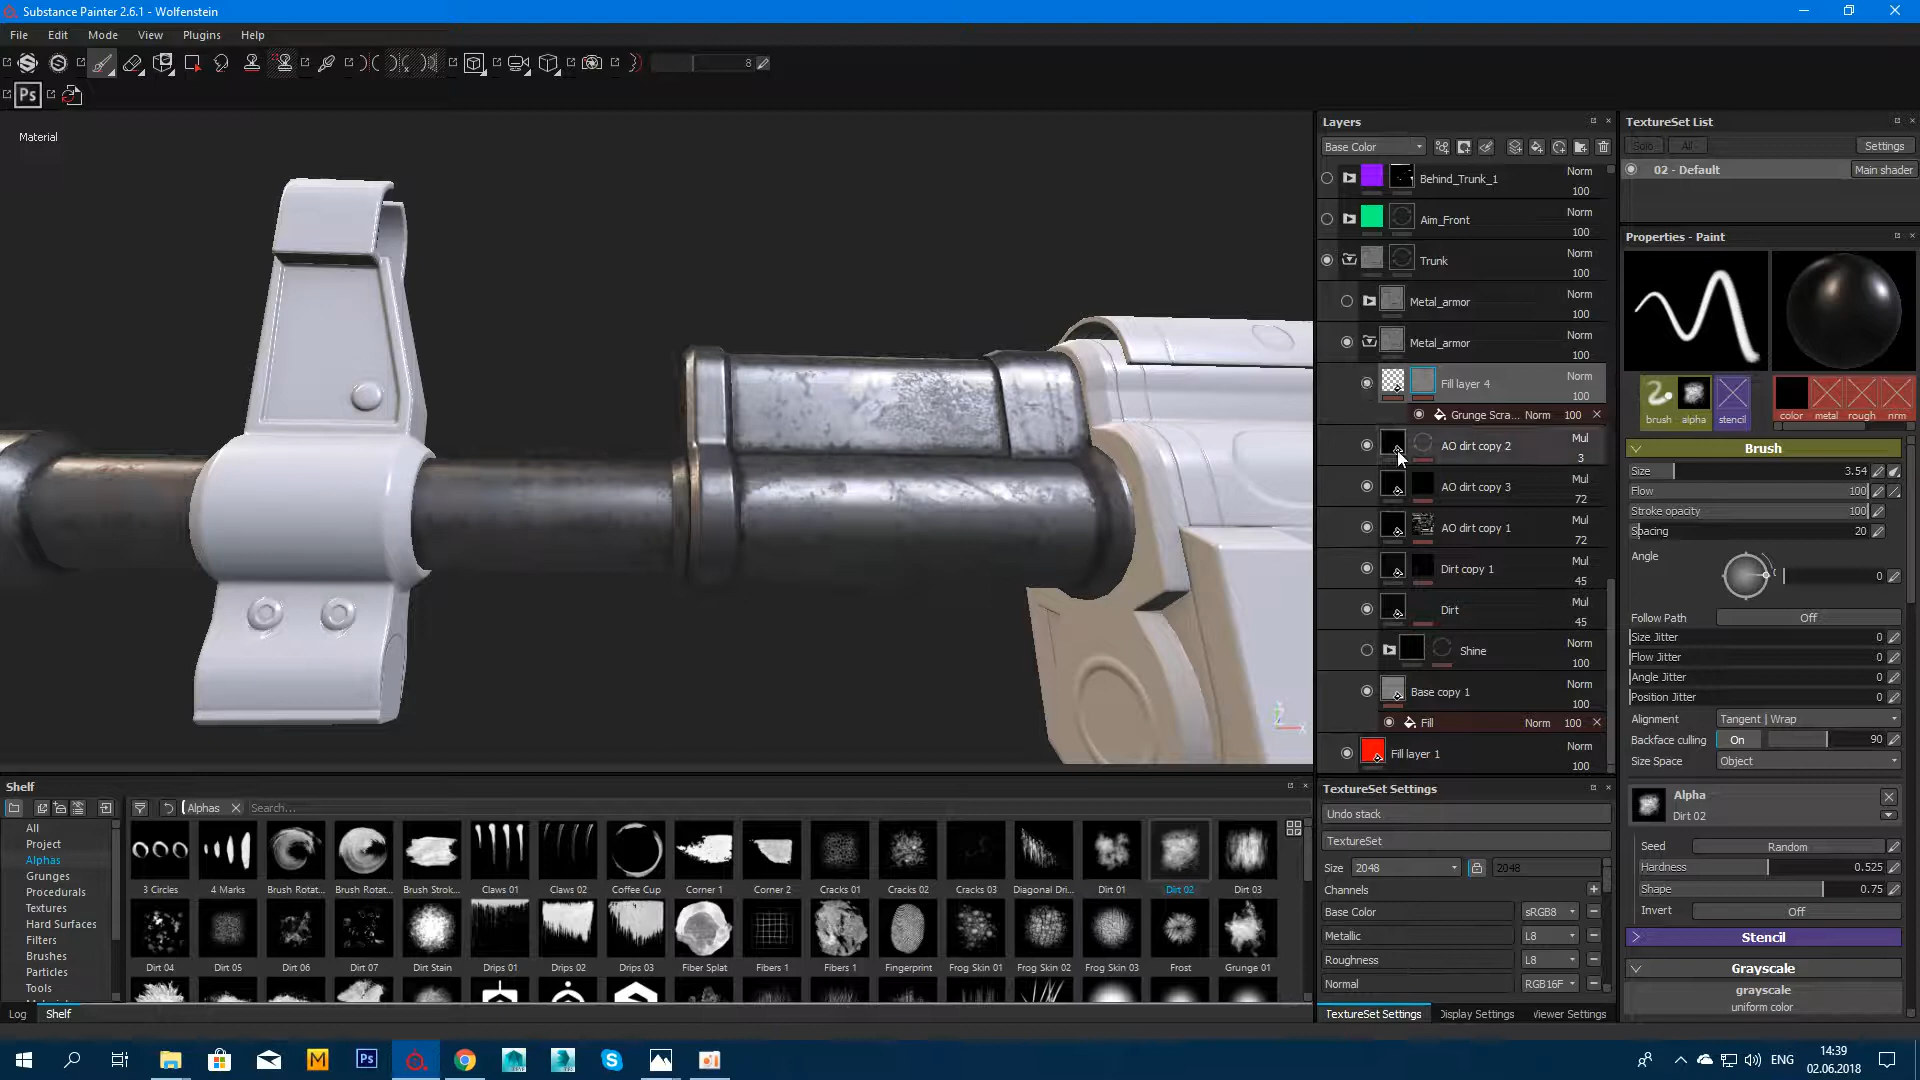 Substance Painter 2.6.1 - Wolfenstein
File Edit Mode View Plugins Help
8
Ps
Material
Layers
Base Color
Behind_Trunk_1 Norm 100
Aim_Front Norm 100
Trunk Norm 100
Metal_armor Norm 100
Metal_armor Norm 100
Fill layer 4 Norm 100
Grunge Scra... Norm 100
AO dirt copy 2 Mul 3
AO dirt copy 3 Mul 72
AO dirt copy 1 Mul 72
Dirt copy 1 Mul 45
Dirt Mul 45
Shine Norm 100
Base copy 1 Norm 100
Fill Norm 100
Fill layer 1 Norm 100
TextureSet List
Solo All Settings
02 - Default Main shader
Properties - Paint
brush alpha stencil color metal rough nrm
Brush
Size 3.54
Flow 100
Stroke opacity 100
Spacing 20
Angle 0
Follow Path Off
Size Jitter 0
Flow Jitter 0
Angle Jitter 0
Position Jitter 0
Alignment Tangent | Wrap
Backface culling On 90
Size Space Object
Alpha
Dirt 02
Seed Random
Hardness 0.525
Shape 0.75
Invert Off
Stencil
Grayscale
grayscale
uniform color
Shelf
Alphas Search...
All
Project
Alphas
Grunges
Procedurals
Textures
Hard Surfaces
Filters
Brushes
Particles
Tools
3 Circles 4 Marks Brush Rotat... Brush Rotat... Brush Strok... Claws 01 Claws 02 Coffee Cup Corner 1 Corner 2 Cracks 01 Cracks 02 Cracks 03 Diagonal Dri... Dirt 01 Dirt 02 Dirt 03
Dirt 04 Dirt 05 Dirt 06 Dirt 07 Dirt Stain Drips 01 Drips 02 Drips 03 Fiber Splat Fibers 1 Fibers 1 Fingerprint Frog Skin 01 Frog Skin 02 Frog Skin 03 Frost Grunge 01
Log Shelf
TextureSet Settings
Undo stack
TextureSet
Size 2048 2048
Channels
Base Color sRGB8
Metallic L8
Roughness L8
Normal RGB16F
TextureSet Settings Display Settings Viewer Settings
ENG
14:39
02.06.2018